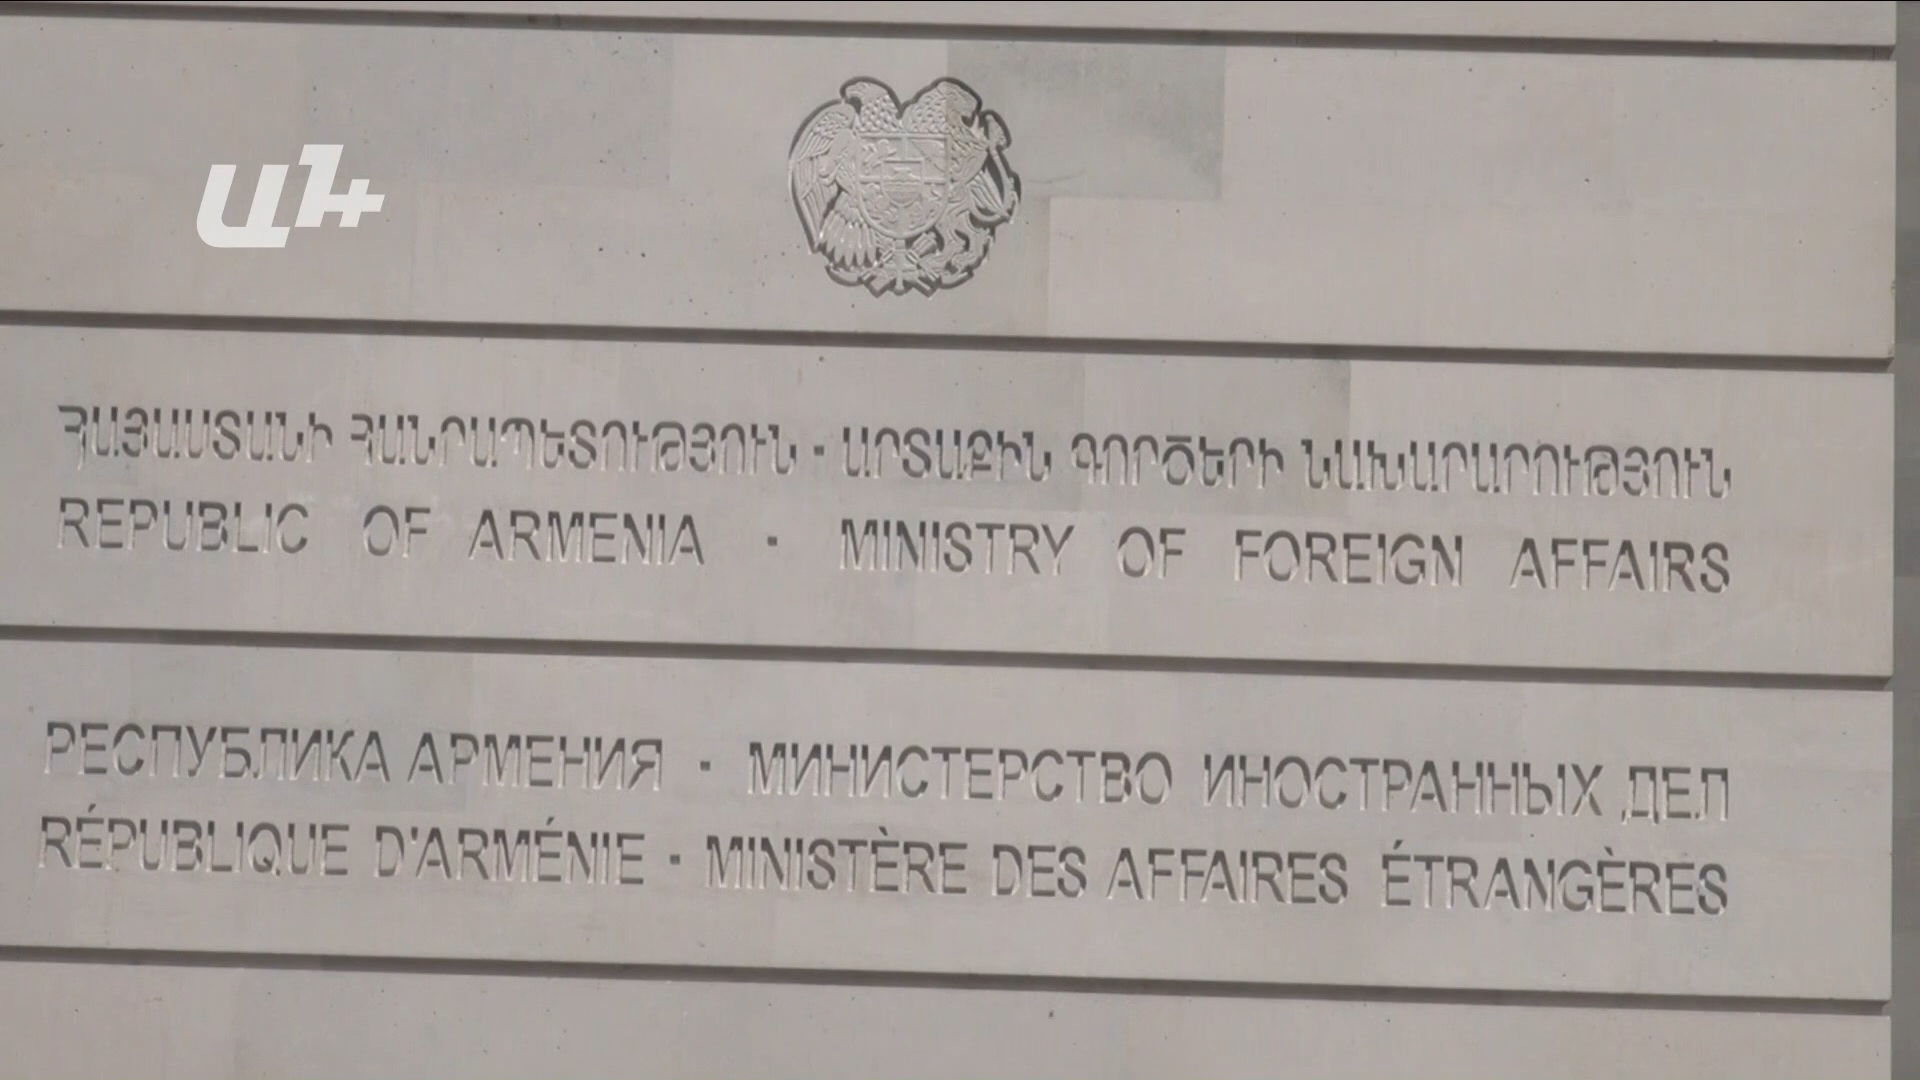 Ա1+
ՀԱՅԱՍՏԱՆԻ ՀԱՆՐԱՊԵՏՈՒԹՅՈՒՆ · ԱՐՏԱՔԻՆ ԳՈՐԾԵՐԻ ՆԱԽԱՐԱՐՈՒԹՅՈՒՆ
REPUBLIC OF ARMENIA · MINISTRY OF FOREIGN AFFAIRS
РЕСПУБЛИКА АРМЕНИЯ · МИНИСТЕРСТВО ИНОСТРАННЫХ ДЕЛ
RÉPUBLIQUE D'ARMÉNIE · MINISTÈRE DES AFFAIRES ÉTRANGÈRES